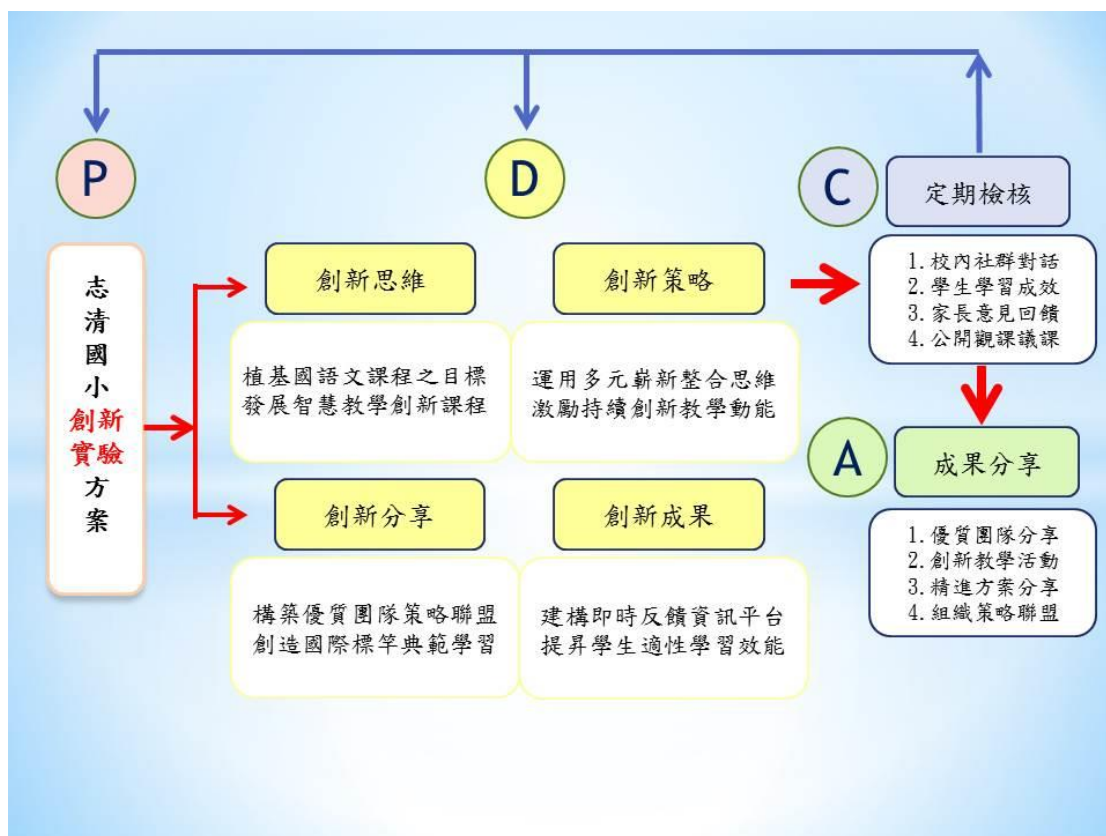 P
志清國小創新實驗方案
D
創新思維
植基國語文課程之目標
發展智慧教學創新課程
創新策略
運用多元嶄新整合思維
激勵持續創新教學動能
創新分享
構築優質團隊策略聯盟
創造國際標竿典範學習
創新成果
建構即時反饋資訊平台
提昇學生適性學習效能
C
定期檢核
1. 校內社群對話
2. 學生學習成效
3. 家長意見回饋
4. 公開觀課議課
A
成果分享
1. 優質團隊分享
2. 創新教學活動
3. 精進方案分享
4. 組織策略聯盟